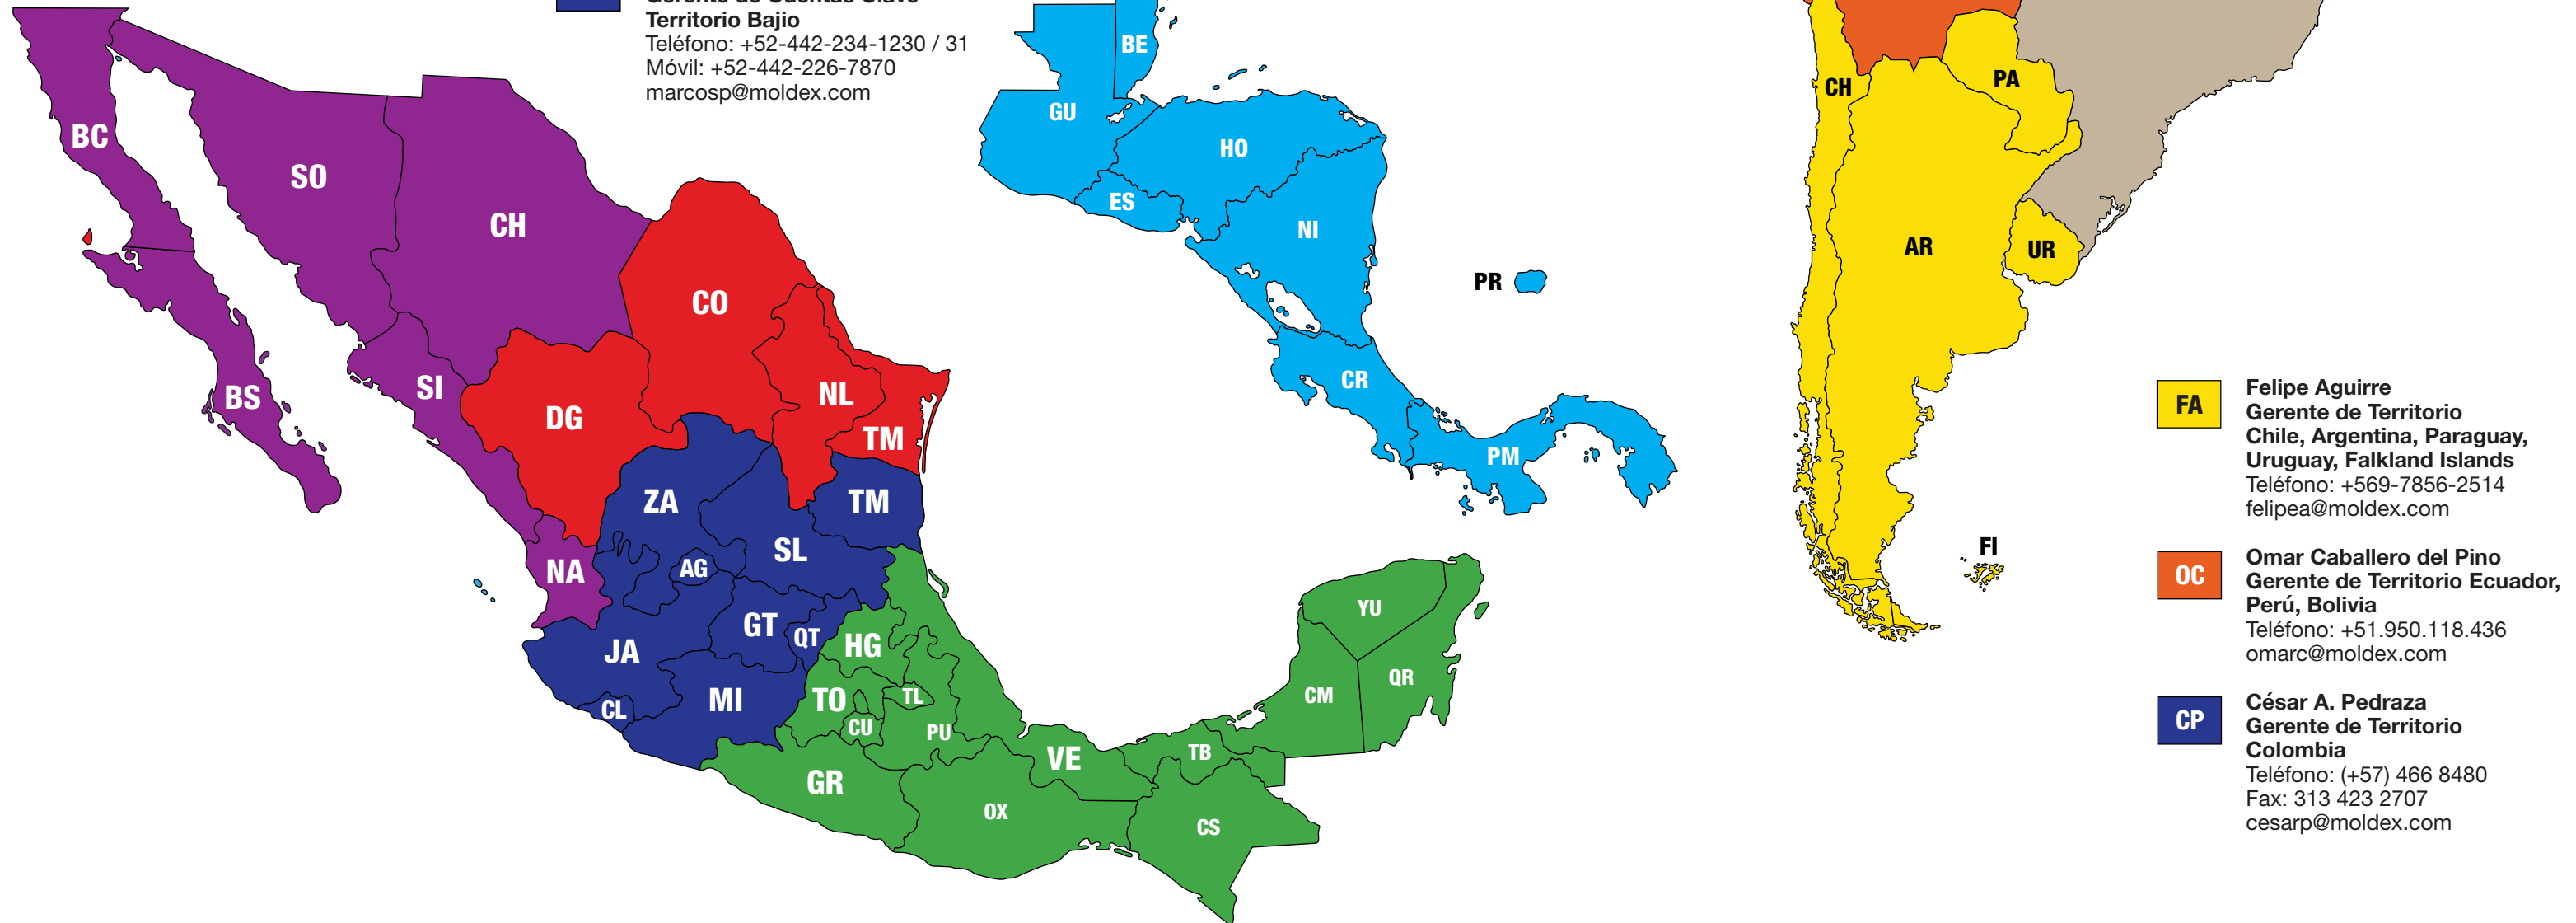 Territorio Bajio
Teléfono: +52-442-234-1230 / 31
Móvil: +52-442-226-7870
marcosp@moldex.com
BC
SO
CH
CO
BS
SI
DG
NL
TM
ZA
TM
SL
NA
AG
GT
QT
JA
HG
MI
TO
TL
CL
CU
PU
VE
GR
OX
TB
CS
YU
CM
QR
BE
GU
HO
ES
NI
PR
CR
PM
CH
PA
AR
UR
FI
FA
Felipe Aguirre
Gerente de Territorio
Chile, Argentina, Paraguay,
Uruguay, Falkland Islands
Teléfono: +569-7856-2514
felipea@moldex.com
OC
Omar Caballero del Pino
Gerente de Territorio Ecuador,
Perú, Bolivia
Teléfono: +51.950.118.436
omarc@moldex.com
CP
César A. Pedraza
Gerente de Territorio
Colombia
Teléfono: (+57) 466 8480
Fax: 313 423 2707
cesarp@moldex.com